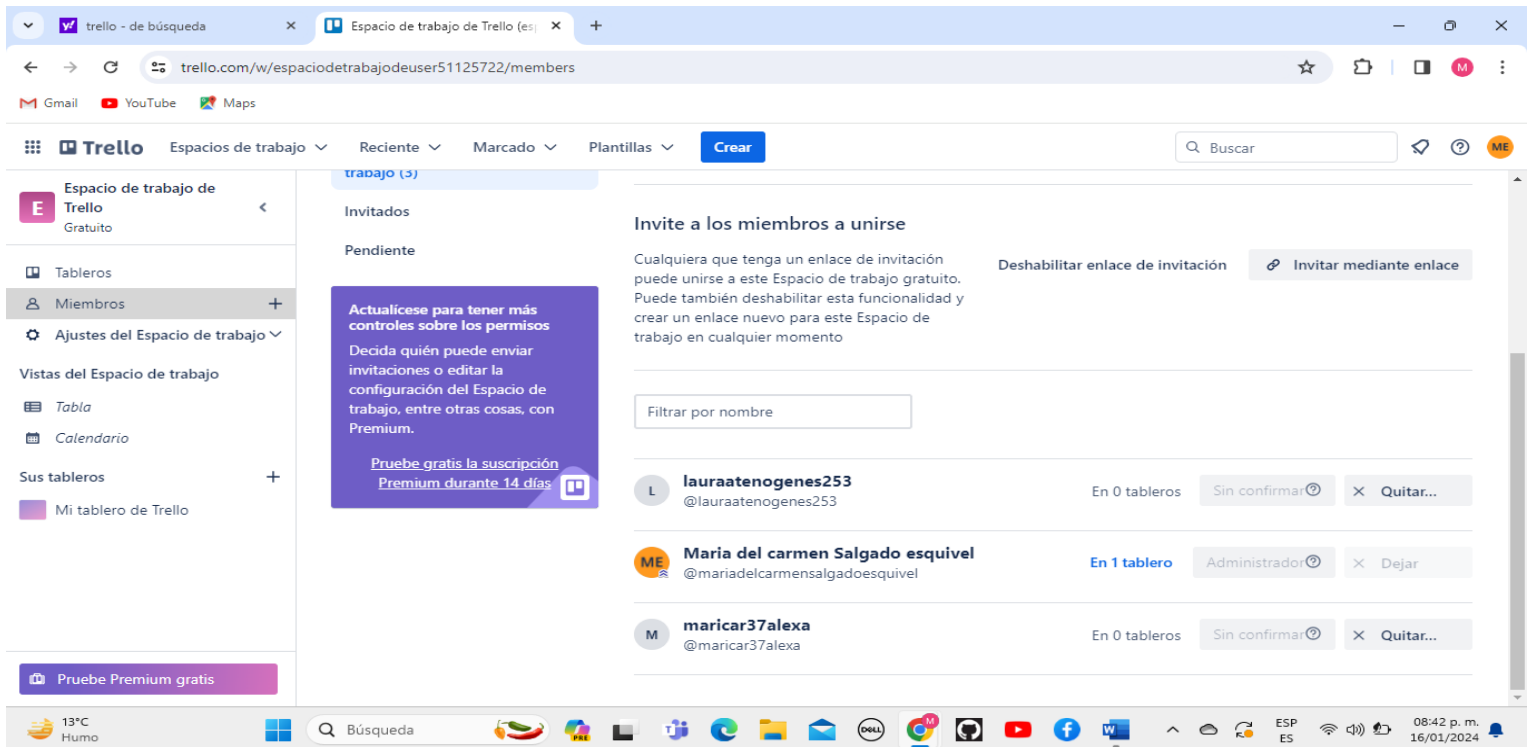 trello - de búsqueda
Espacio de trabajo de Trello (es
trello.com/w/espaciodetrabajodeuser51125722/members
M
Gmail
YouTube
Maps
Trello
Espacios de trabajo
Reciente
Marcado
Plantillas
Crear
Buscar
ME
E
Espacio de trabajo de
Trello
Gratuito
Tableros
Miembros
Ajustes del Espacio de trabajo
Vistas del Espacio de trabajo
Tabla
Calendario
Sus tableros
Mi tablero de Trello
Pruebe Premium gratis
trabajo (3)
Invitados
Pendiente
Actualícese para tener más
controles sobre los permisos
Decida quién puede enviar
invitaciones o editar la
configuración del Espacio de
trabajo, entre otras cosas, con
Premium.
Pruebe gratis la suscripción
Premium durante 14 días
Invite a los miembros a unirse
Cualquiera que tenga un enlace de invitación
puede unirse a este Espacio de trabajo gratuito.
Puede también deshabilitar esta funcionalidad y
crear un enlace nuevo para este Espacio de
trabajo en cualquier momento
Deshabilitar enlace de invitación
Invitar mediante enlace
Filtrar por nombre
L
lauraatenogenes253
@lauraatenogenes253
En 0 tableros
Sin confirmar
Quitar...
ME
Maria del carmen Salgado esquivel
@mariadelcarmensalgadoesquivel
En 1 tablero
Administrador
Dejar
M
maricar37alexa
@maricar37alexa
En 0 tableros
Sin confirmar
Quitar...
13°C
Humo
Búsqueda
PRE
DELL
M
ESP
ES
08:42 p. m.
16/01/2024